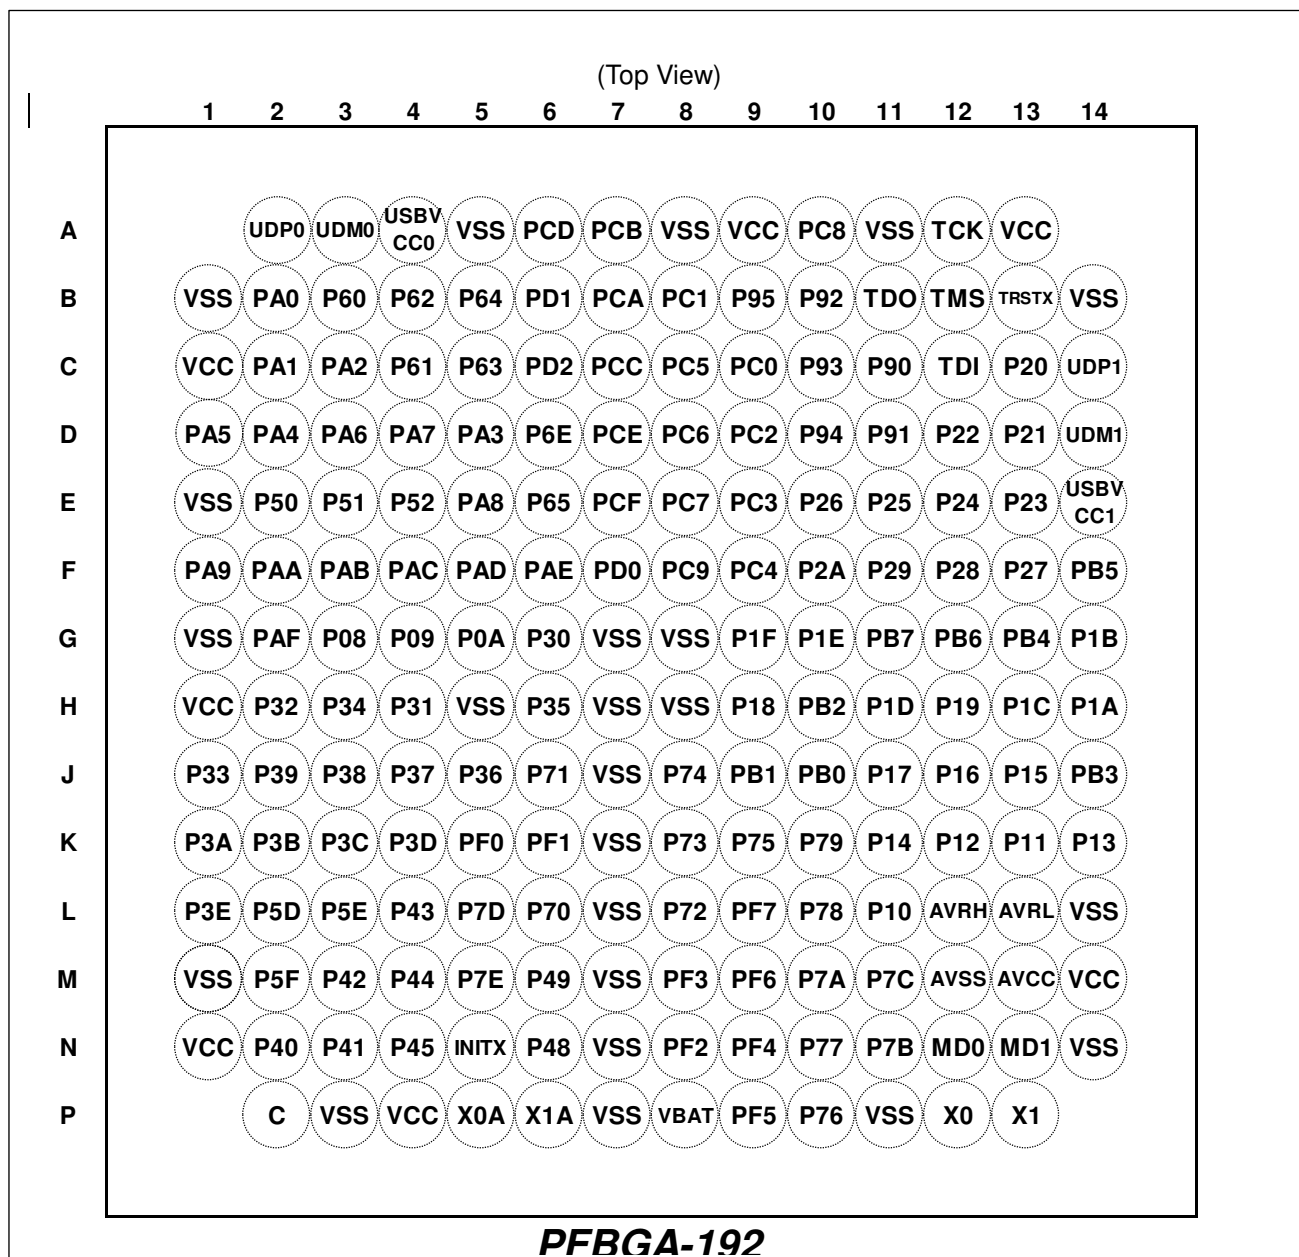 (Top View)
1 2 3 4 5 6 7 8 9 10 11 12 13 14
A UDP0 UDM0 USBV CC0 VSS PCD PCB VSS VCC PC8 VSS TCK VCC
B VSS PA0 P60 P62 P64 PD1 PCA PC1 P95 P92 TDO TMS TRSTX VSS
C VCC PA1 PA2 P61 P63 PD2 PCC PC5 PC0 P93 P90 TDI P20 UDP1
D PA5 PA4 PA6 PA7 PA3 P6E PCE PC6 PC2 P94 P91 P22 P21 UDM1
E VSS P50 P51 P52 PA8 P65 PCF PC7 PC3 P26 P25 P24 P23 USBV CC1
F PA9 PAA PAB PAC PAD PAE PD0 PC9 PC4 P2A P29 P28 P27 PB5
G VSS PAF P08 P09 P0A P30 VSS VSS P1F P1E PB7 PB6 PB4 P1B
H VCC P32 P34 P31 VSS P35 VSS VSS P18 PB2 P1D P19 P1C P1A
J P33 P39 P38 P37 P36 P71 VSS P74 PB1 PB0 P17 P16 P15 PB3
K P3A P3B P3C P3D PF0 PF1 VSS P73 P75 P79 P14 P12 P11 P13
L P3E P5D P5E P43 P7D P70 VSS P72 PF7 P78 P10 AVRH AVRL VSS
M VSS P5F P42 P44 P7E P49 VSS PF3 PF6 P7A P7C AVSS AVCC VCC
N VCC P40 P41 P45 INITX P48 VSS PF2 PF4 P77 P7B MD0 MD1 VSS
P C VSS VCC X0A X1A VSS VBAT PF5 P76 VSS X0 X1
PFBGA-192